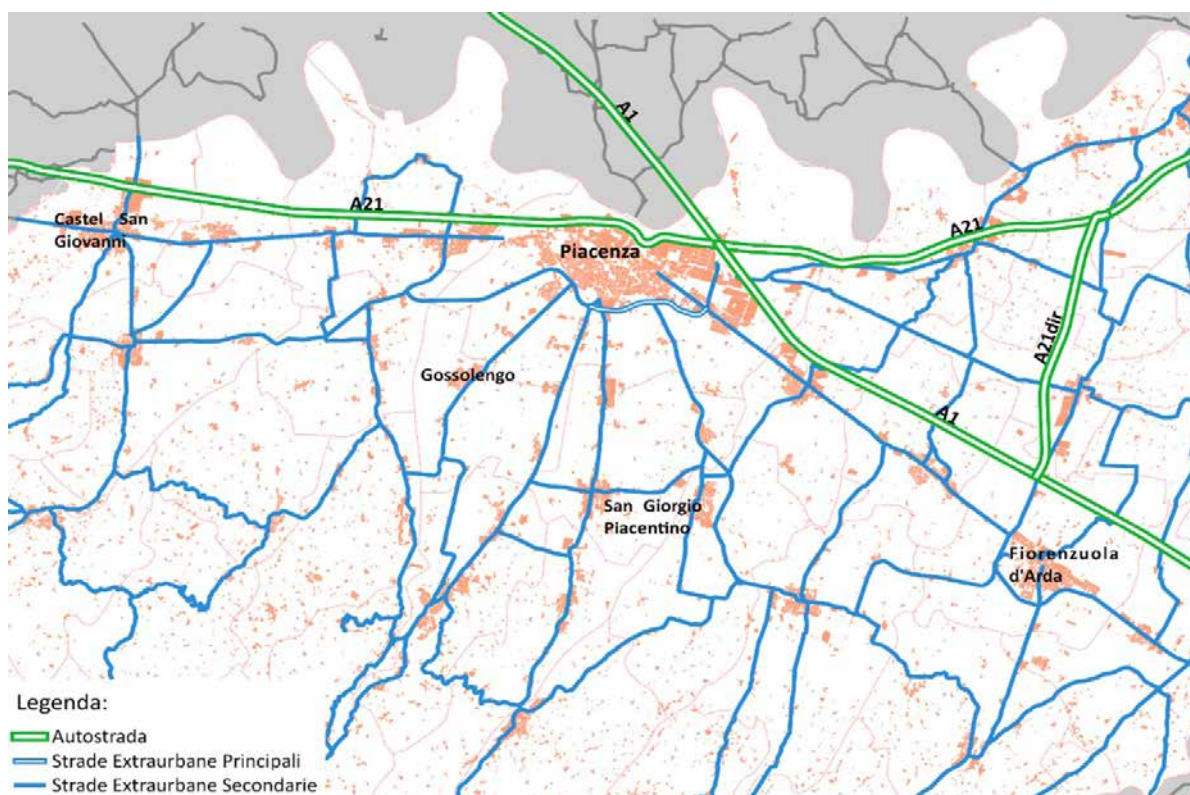 A1
A21
Castel San
Giovanni
Piacenza
A21
A21dir
Gossolengo
A1
San Giorgio
Piacentino
Fiorenzuola
d'Arda
Legenda:
Autostrada
Strade Extraurbane Principali
Strade Extraurbane Secondarie